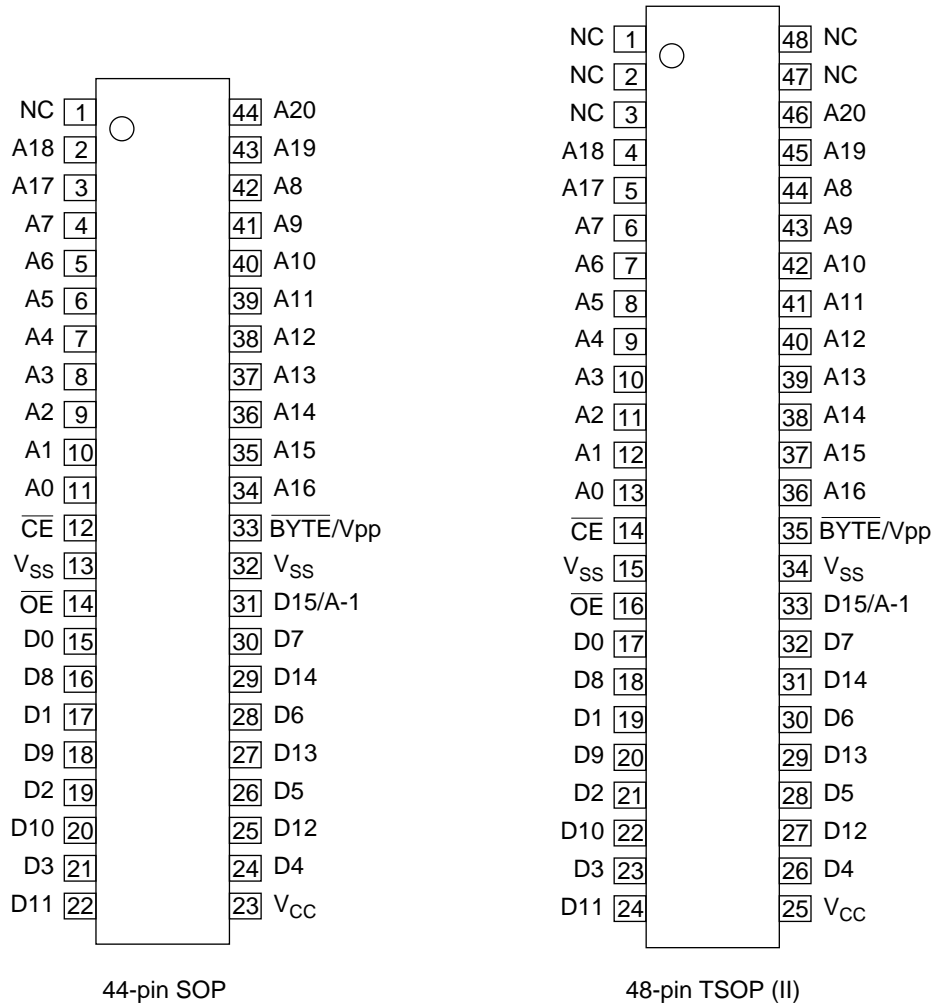 NC 1 44 A20
A18 2 43 A19
A17 3 42 A8
A7 4 41 A9
A6 5 40 A10
A5 6 39 A11
A4 7 38 A12
A3 8 37 A13
A2 9 36 A14
A1 10 35 A15
A0 11 34 A16
C̅E̅ 12 33 B̅Y̅T̅E̅/Vpp
VSS 13 32 VSS
O̅E̅ 14 31 D15/A-1
D0 15 30 D7
D8 16 29 D14
D1 17 28 D6
D9 18 27 D13
D2 19 26 D5
D10 20 25 D12
D3 21 24 D4
D11 22 23 VCC
44-pin SOP
NC 1 48 NC
NC 2 47 NC
NC 3 46 A20
A18 4 45 A19
A17 5 44 A8
A7 6 43 A9
A6 7 42 A10
A5 8 41 A11
A4 9 40 A12
A3 10 39 A13
A2 11 38 A14
A1 12 37 A15
A0 13 36 A16
C̅E̅ 14 35 B̅Y̅T̅E̅/Vpp
VSS 15 34 VSS
O̅E̅ 16 33 D15/A-1
D0 17 32 D7
D8 18 31 D14
D1 19 30 D6
D9 20 29 D13
D2 21 28 D5
D10 22 27 D12
D3 23 26 D4
D11 24 25 VCC
48-pin TSOP (II)